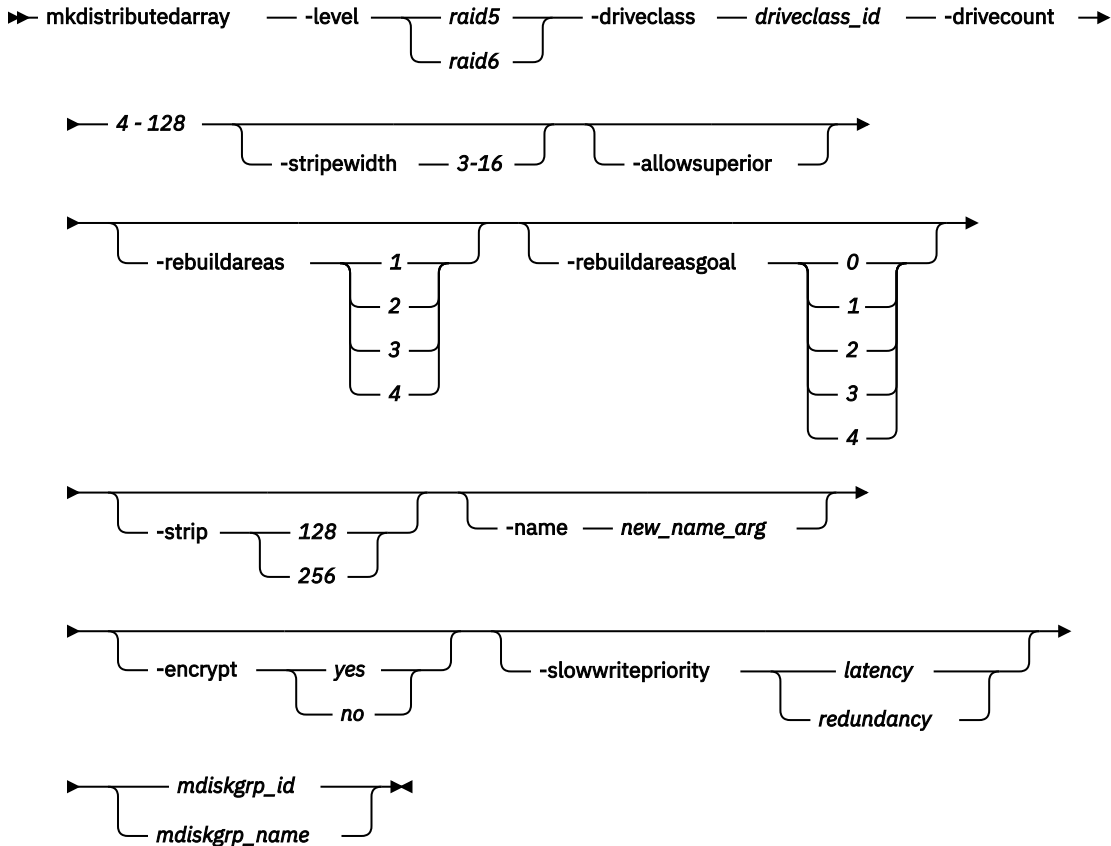 mkdistributedarray -level raid5 -driveclass driveclass_id -drivecount
raid6
4 - 128
-stripewidth 3-16 -allowsuperior
-rebuildareas 1 -rebuildareasgoal 0
2 1
3 2
4 3
4
-strip 128 -name new_name_arg
256
-encrypt yes -slowwritepriority latency
no redundancy
mdiskgrp_id
mdiskgrp_name